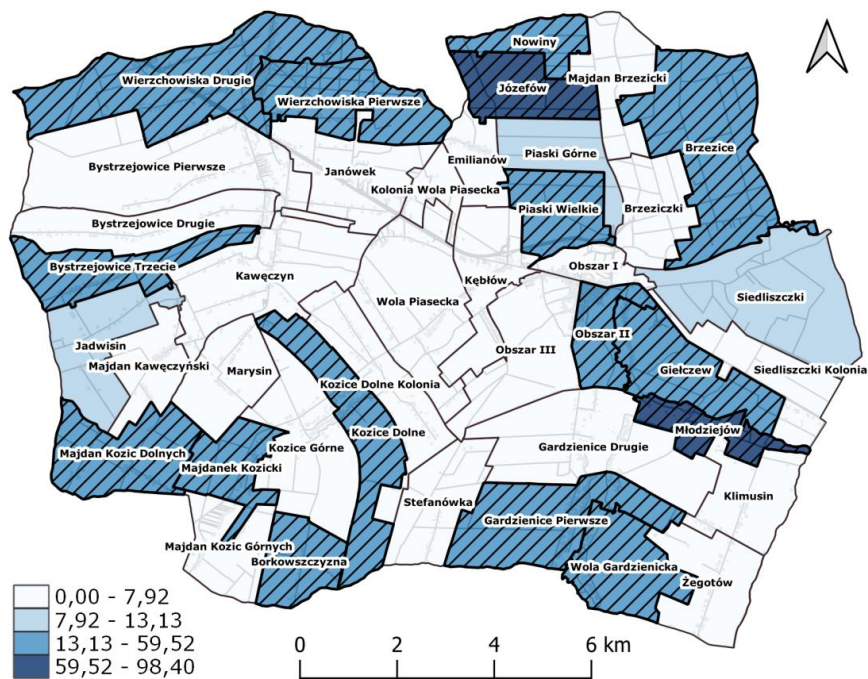 Nowiny
Wierzchowiska Drugie
Majdan Brzezicki
Józefów
Wierzchowiska Pierwsze
Brzezice
Piaski Górne
Emilianów
Bystrzejowice Pierwsze
Janówek
Kolonia Wola Piasecka
Brzeziczki
Piaski Wielkie
Bystrzejowice Drugie
Bystrzejowice Trzecie
Obszar I
Kawęczyn
Kębłów
Wola Piasecka
Siedliszczki
Obszar II
Jadwisin
Obszar III
Majdan Kawęczyński
Marysin
Giełczew
Siedliszczki Kolonia
Kozice Dolne Kolonia
Młodziejów
Kozice Dolne
Gardzienice Drugie
Kozice Górne
Majdan Kozic Dolnych
Majdanek Kozicki
Klimusin
Stefanówka
Gardzienice Pierwsze
Majdan Kozic Górnych
Borkowszczyzna
Wola Gardzienicka
Żegotów
0,00 - 7,92
7,92 - 13,13
13,13 - 59,52
59,52 - 98,40
0 2 4 6 km